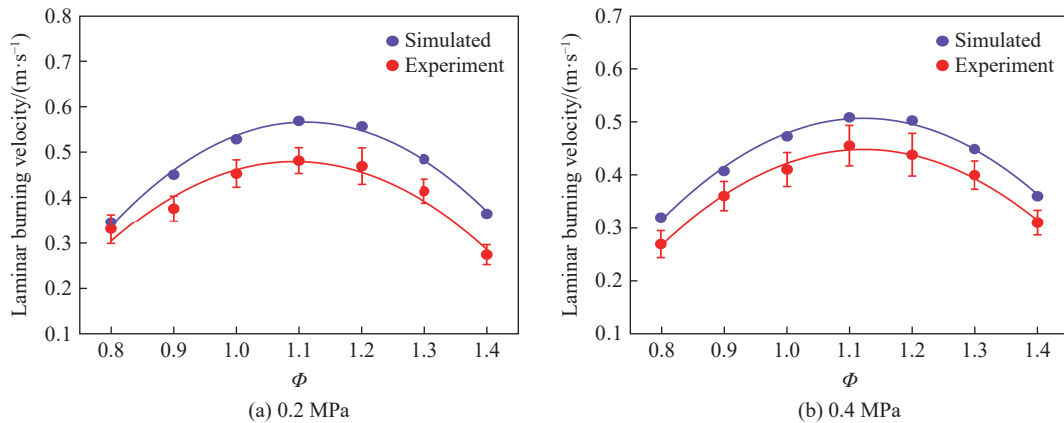 0.8
0.7
0.6
0.5
0.4
0.3
0.2
0.1
Laminar burning velocity/(m·s⁻¹)
Simulated
Experiment
0.8 0.9 1.0 1.1 1.2 1.3 1.4
Φ
(a) 0.2 MPa
0.7
0.6
0.5
0.4
0.3
0.2
0.1
Laminar burning velocity/(m·s⁻¹)
Simulated
Experiment
0.8 0.9 1.0 1.1 1.2 1.3 1.4
Φ
(b) 0.4 MPa